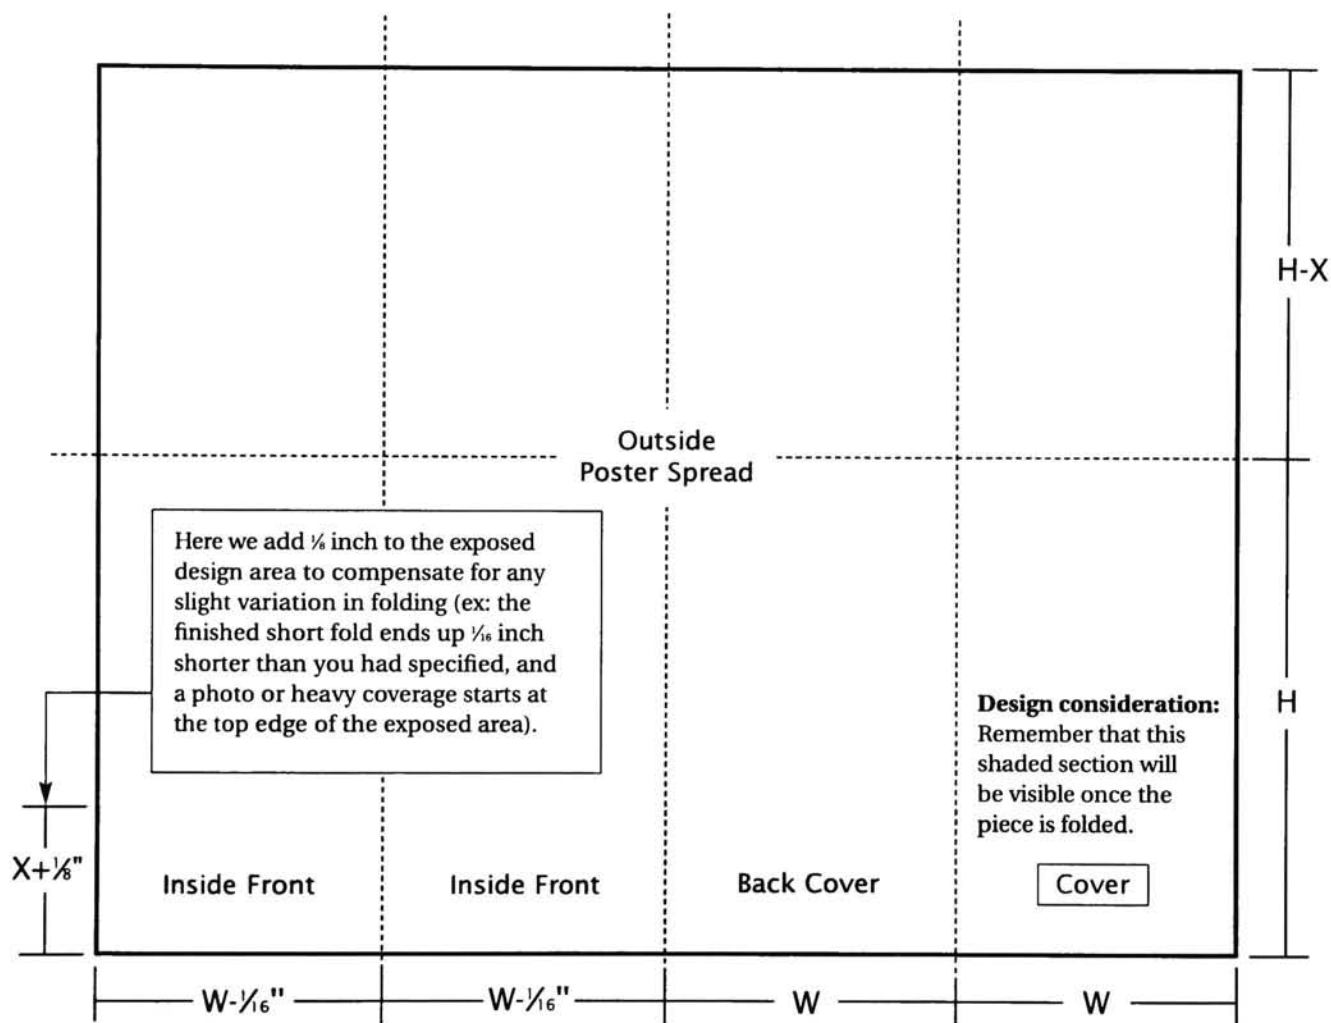 H-X
Outside
Poster Spread
Here we add ⅛ inch to the exposed
design area to compensate for any
slight variation in folding (ex: the
finished short fold ends up 1⁄16 inch
shorter than you had specified, and
a photo or heavy coverage starts at
the top edge of the exposed area).
Design consideration:
Remember that this
shaded section will
be visible once the
piece is folded.
H
X+⅛"
Inside Front
Inside Front
Back Cover
Cover
W-1⁄16"
W-1⁄16"
W
W